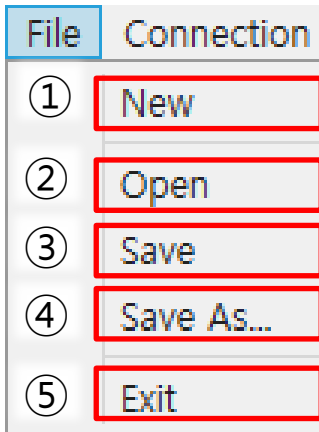 File Connection
① New
② Open
③ Save
④ Save As...
⑤ Exit